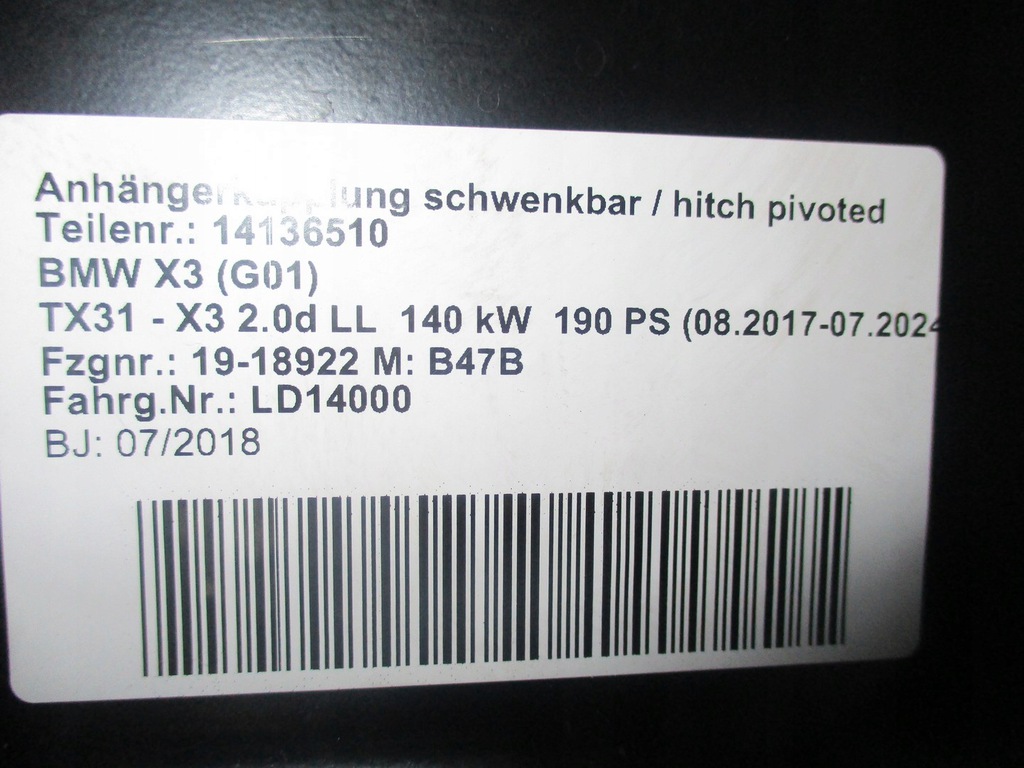 Anhängerkupplung schwenkbar / hitch pivoted
Teilenr.: 14136510
BMW X3 (G01)
TX31 - X3 2.0d LL 140 kW 190 PS (08.2017-07.2024
Fzgnr.: 19-18922 M: B47B
Fahrg.Nr.: LD14000
BJ: 07/2018